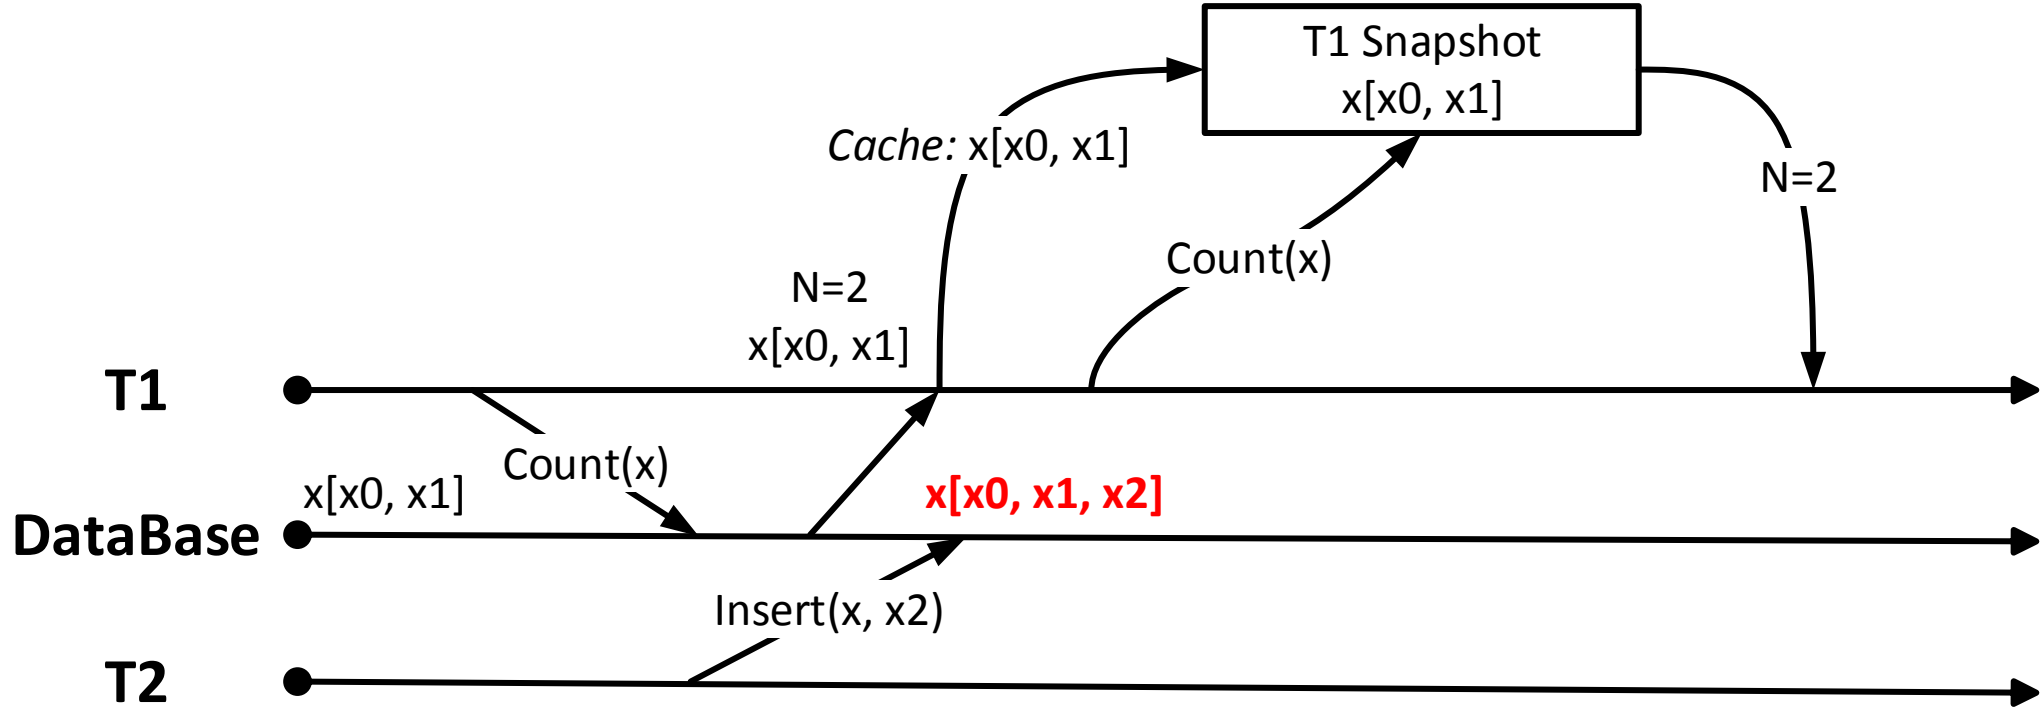 T1 Snapshot
x[x0, x1]
Cache: x[x0, x1]
N=2
Count(x)
N=2
x[x0, x1]
T1
Count(x)
x[x0, x1]
x[x0, x1, x2]
DataBase
Insert(x, x2)
T2